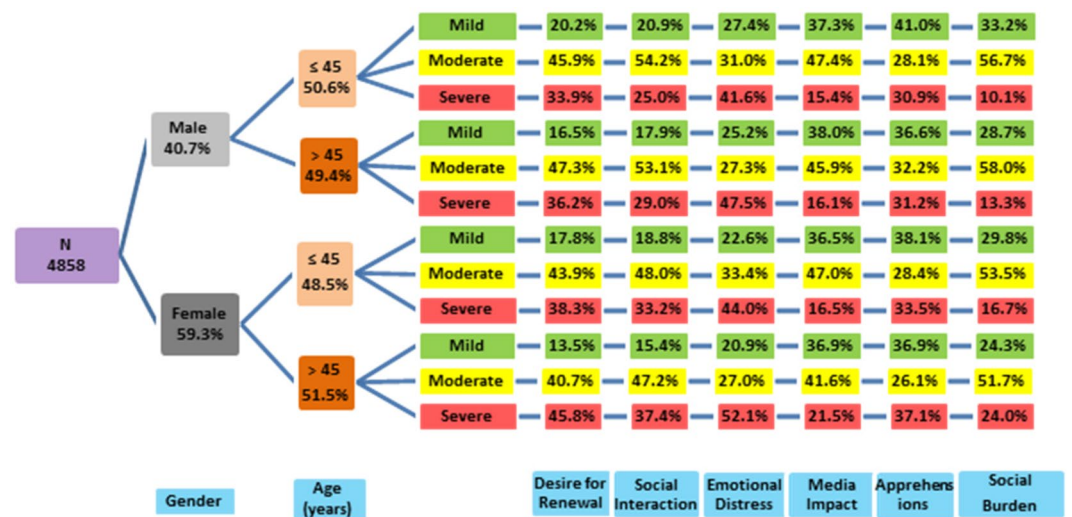 Mild 20.2% 20.9% 27.4% 37.3% 41.0% 33.2%
≤ 45
50.6%
Moderate 45.9% 54.2% 31.0% 47.4% 28.1% 56.7%
Severe 33.9% 25.0% 41.6% 15.4% 30.9% 10.1%
Male
40.7%
Mild 16.5% 17.9% 25.2% 38.0% 36.6% 28.7%
> 45
49.4%
Moderate 47.3% 53.1% 27.3% 45.9% 32.2% 58.0%
Severe 36.2% 29.0% 47.5% 16.1% 31.2% 13.3%
N
4858
Mild 17.8% 18.8% 22.6% 36.5% 38.1% 29.8%
≤ 45
48.5%
Moderate 43.9% 48.0% 33.4% 47.0% 28.4% 53.5%
Severe 38.3% 33.2% 44.0% 16.5% 33.5% 16.7%
Female
59.3%
Mild 13.5% 15.4% 20.9% 36.9% 36.9% 24.3%
> 45
51.5%
Moderate 40.7% 47.2% 27.0% 41.6% 26.1% 51.7%
Severe 45.8% 37.4% 52.1% 21.5% 37.1% 24.0%
Gender
Age
(years)
Desire for
Renewal
Social
Interaction
Emotional
Distress
Media
Impact
Apprehens
ions
Social
Burden